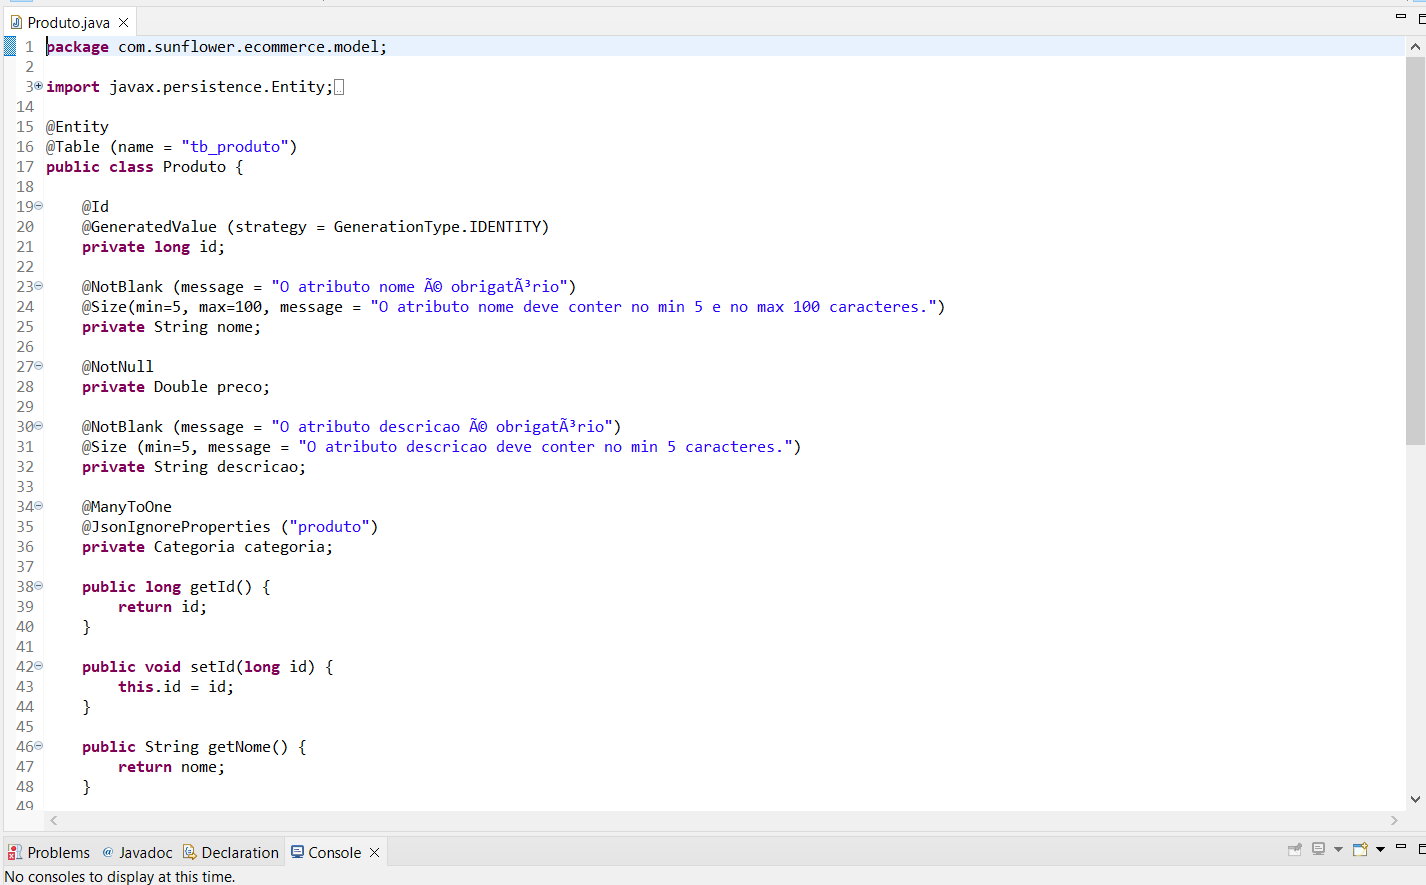 Produto.java
1 package com.sunflower.ecommerce.model;
2
3 import javax.persistence.Entity;
14
15 @Entity
16 @Table (name = "tb_produto")
17 public class Produto {
18
19 @Id
20 @GeneratedValue (strategy = GenerationType.IDENTITY)
21 private long id;
22
23 @NotBlank (message = "O atributo nome Ã© obrigatÃ³rio")
24 @Size(min=5, max=100, message = "O atributo nome deve conter no min 5 e no max 100 caracteres.")
25 private String nome;
26
27 @NotNull
28 private Double preco;
29
30 @NotBlank (message = "O atributo descricao Ã© obrigatÃ³rio")
31 @Size (min=5, message = "O atributo descricao deve conter no min 5 caracteres.")
32 private String descricao;
33
34 @ManyToOne
35 @JsonIgnoreProperties ("produto")
36 private Categoria categoria;
37
38 public long getId() {
39 return id;
40 }
41
42 public void setId(long id) {
43 this.id = id;
44 }
45
46 public String getNome() {
47 return nome;
48 }
49
Problems @ Javadoc Declaration Console
No consoles to display at this time.